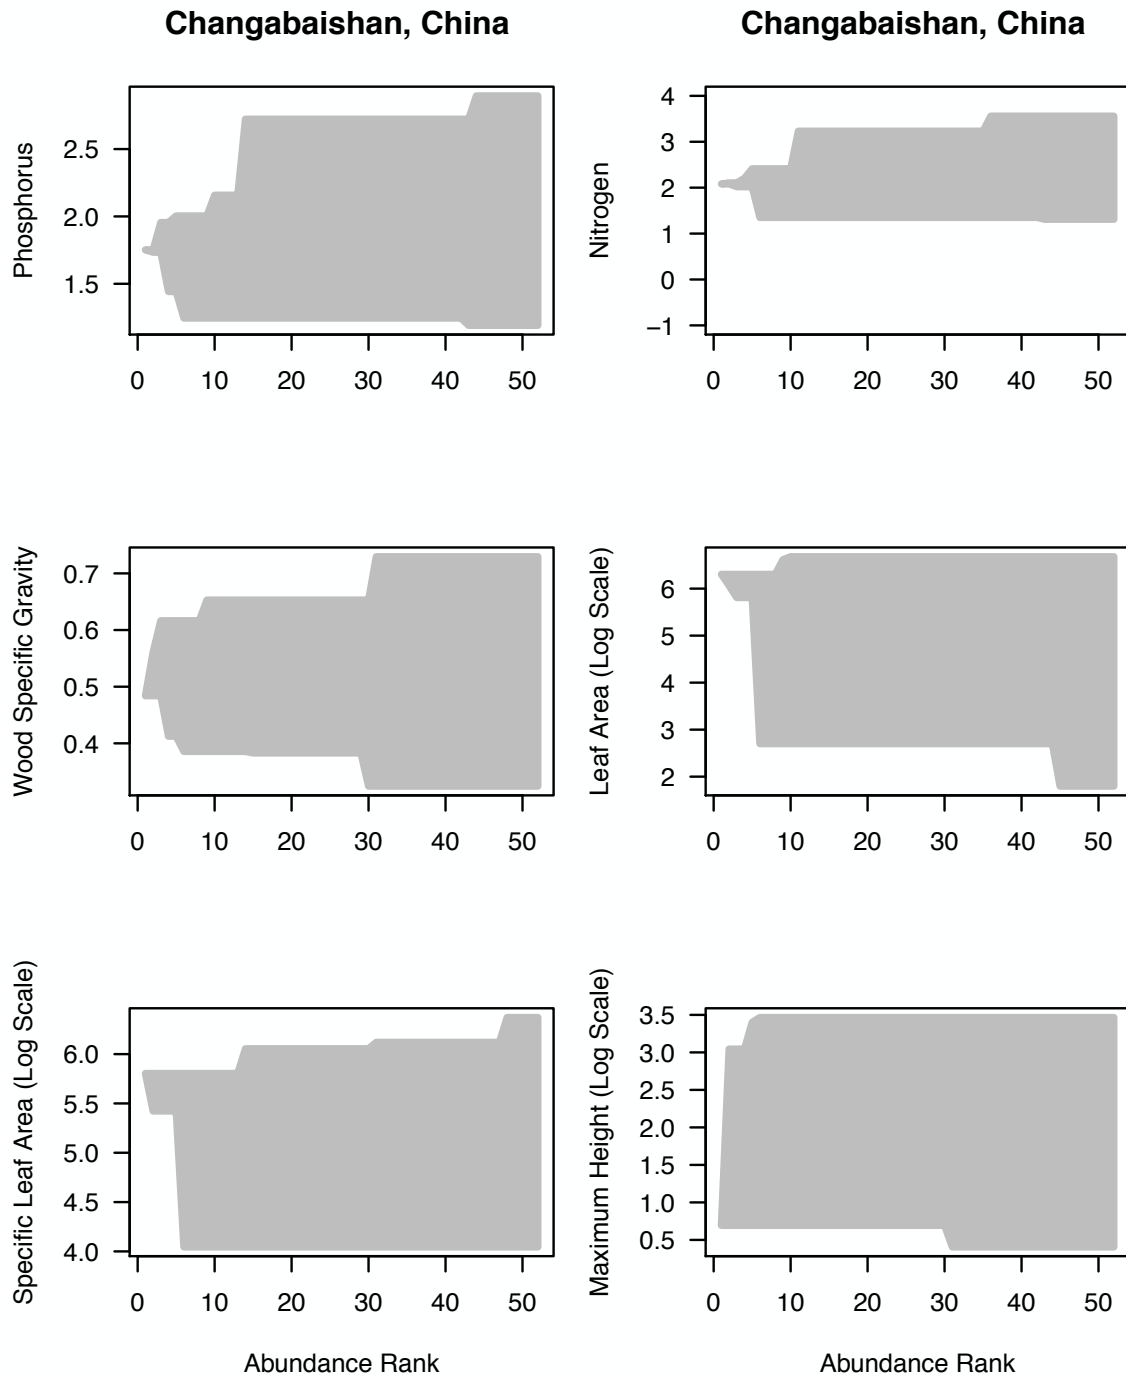 Changabaishan, China
Changabaishan, China
Phosphorus
2.5
2.0
1.5
0 10 20 30 40 50
Nitrogen
4
3
2
1
0
−1
0 10 20 30 40 50
Wood Specific Gravity
0.7
0.6
0.5
0.4
0 10 20 30 40 50
Leaf Area (Log Scale)
6
5
4
3
2
0 10 20 30 40 50
Specific Leaf Area (Log Scale)
6.0
5.5
5.0
4.5
4.0
0 10 20 30 40 50
Abundance Rank
Maximum Height (Log Scale)
3.5
3.0
2.5
2.0
1.5
1.0
0.5
0 10 20 30 40 50
Abundance Rank